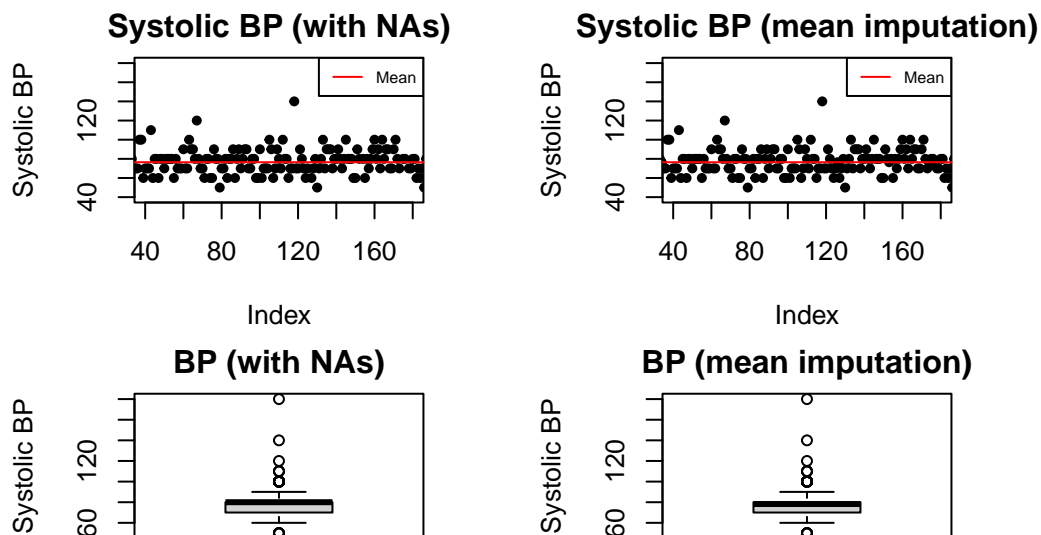 Systolic BP (with NAs)
Systolic BP
120
40
Mean
40 80 120 160
Index
Systolic BP (mean imputation)
Systolic BP
120
40
Mean
40 80 120 160
Index
BP (with NAs)
Systolic BP
120
60
BP (mean imputation)
Systolic BP
120
60